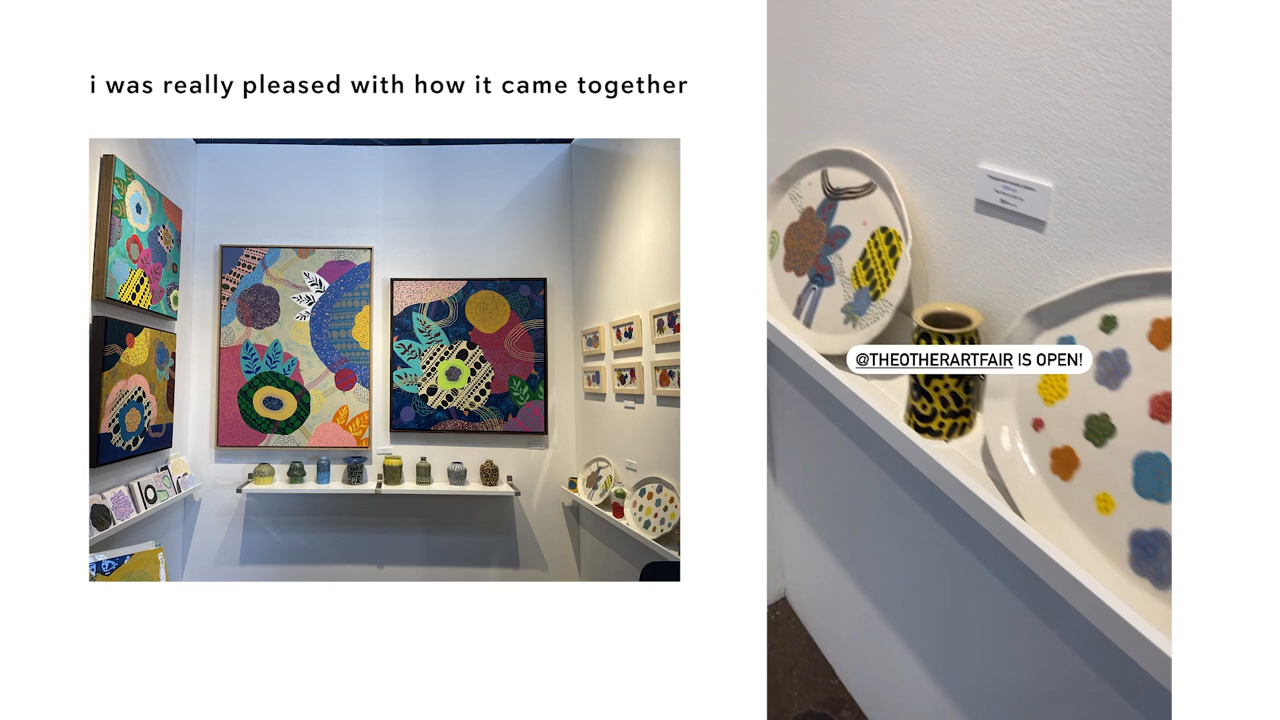 i was really pleased with how it came together
@THEOTHERARTFAIR IS OPEN!